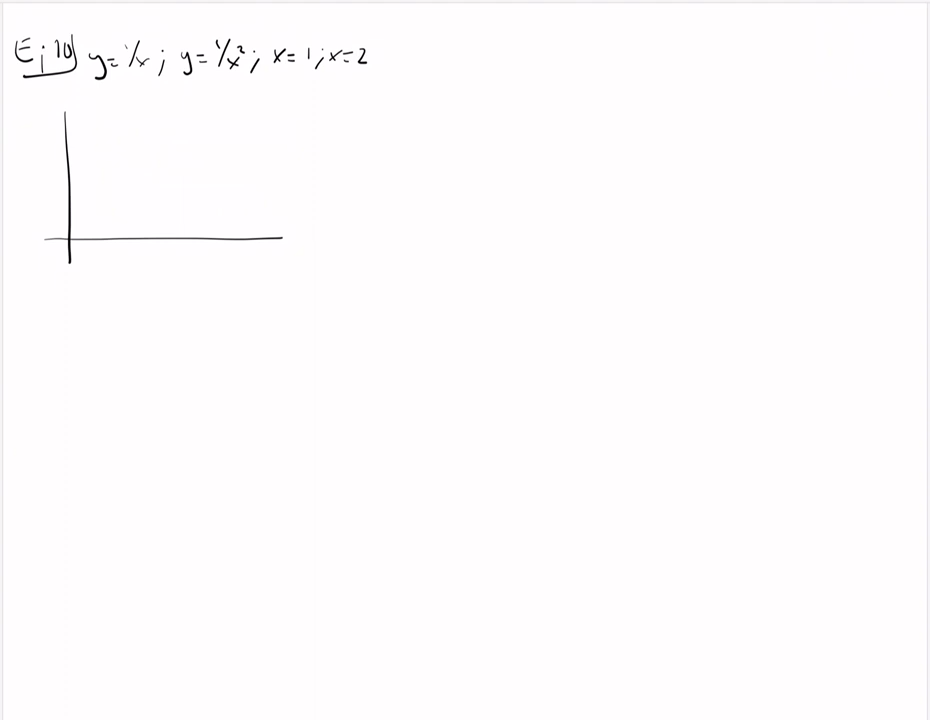 Ej 10) y = 1/x ; y = 1/x² ; x = 1 ; x = 2